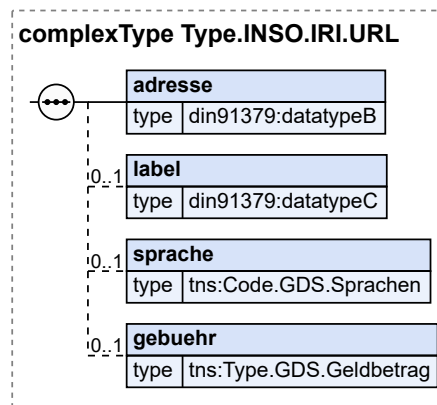 complexType Type.INSO.IRI.URL
adresse
type din91379:datatypeB
0..1 label
type din91379:datatypeC
0..1 sprache
type tns:Code.GDS.Sprachen
0..1 gebuehr
type tns:Type.GDS.Geldbetrag